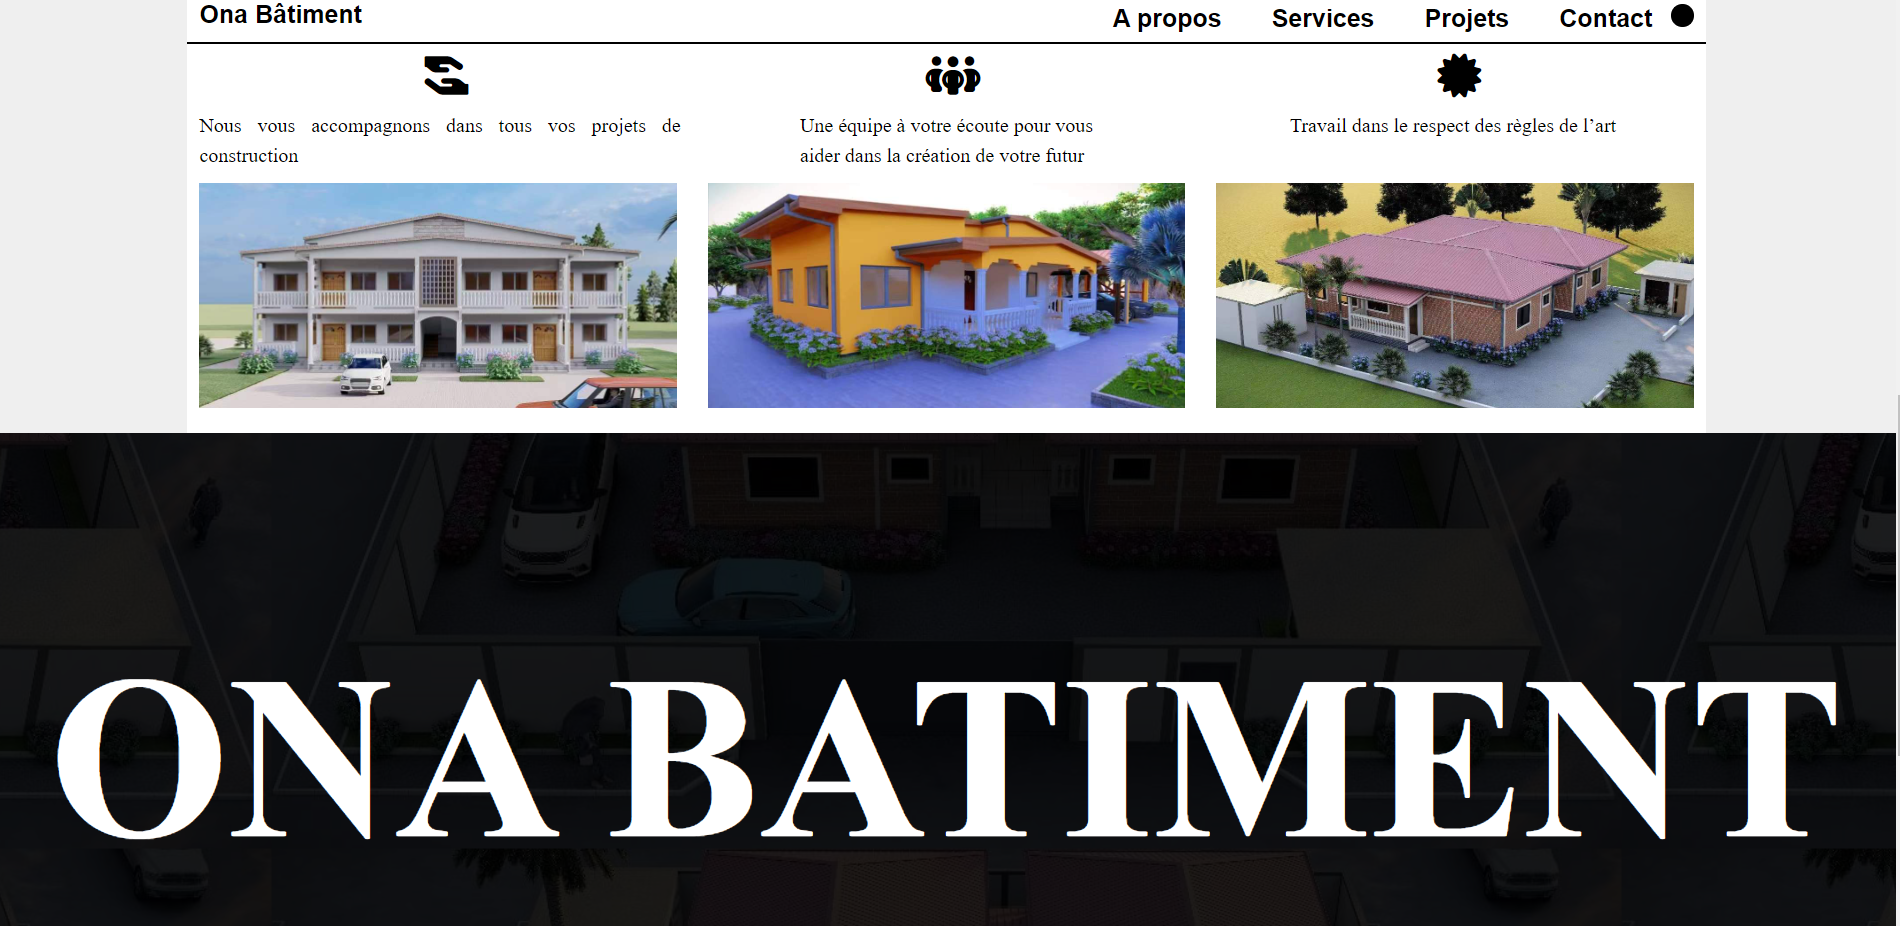 Ona Bâtiment
A propos Services Projets Contact
Nous vous accompagnons dans tous vos projets de
construction
Une équipe à votre écoute pour vous
aider dans la création de votre futur
Travail dans le respect des règles de l’art
ONA BATIMENT